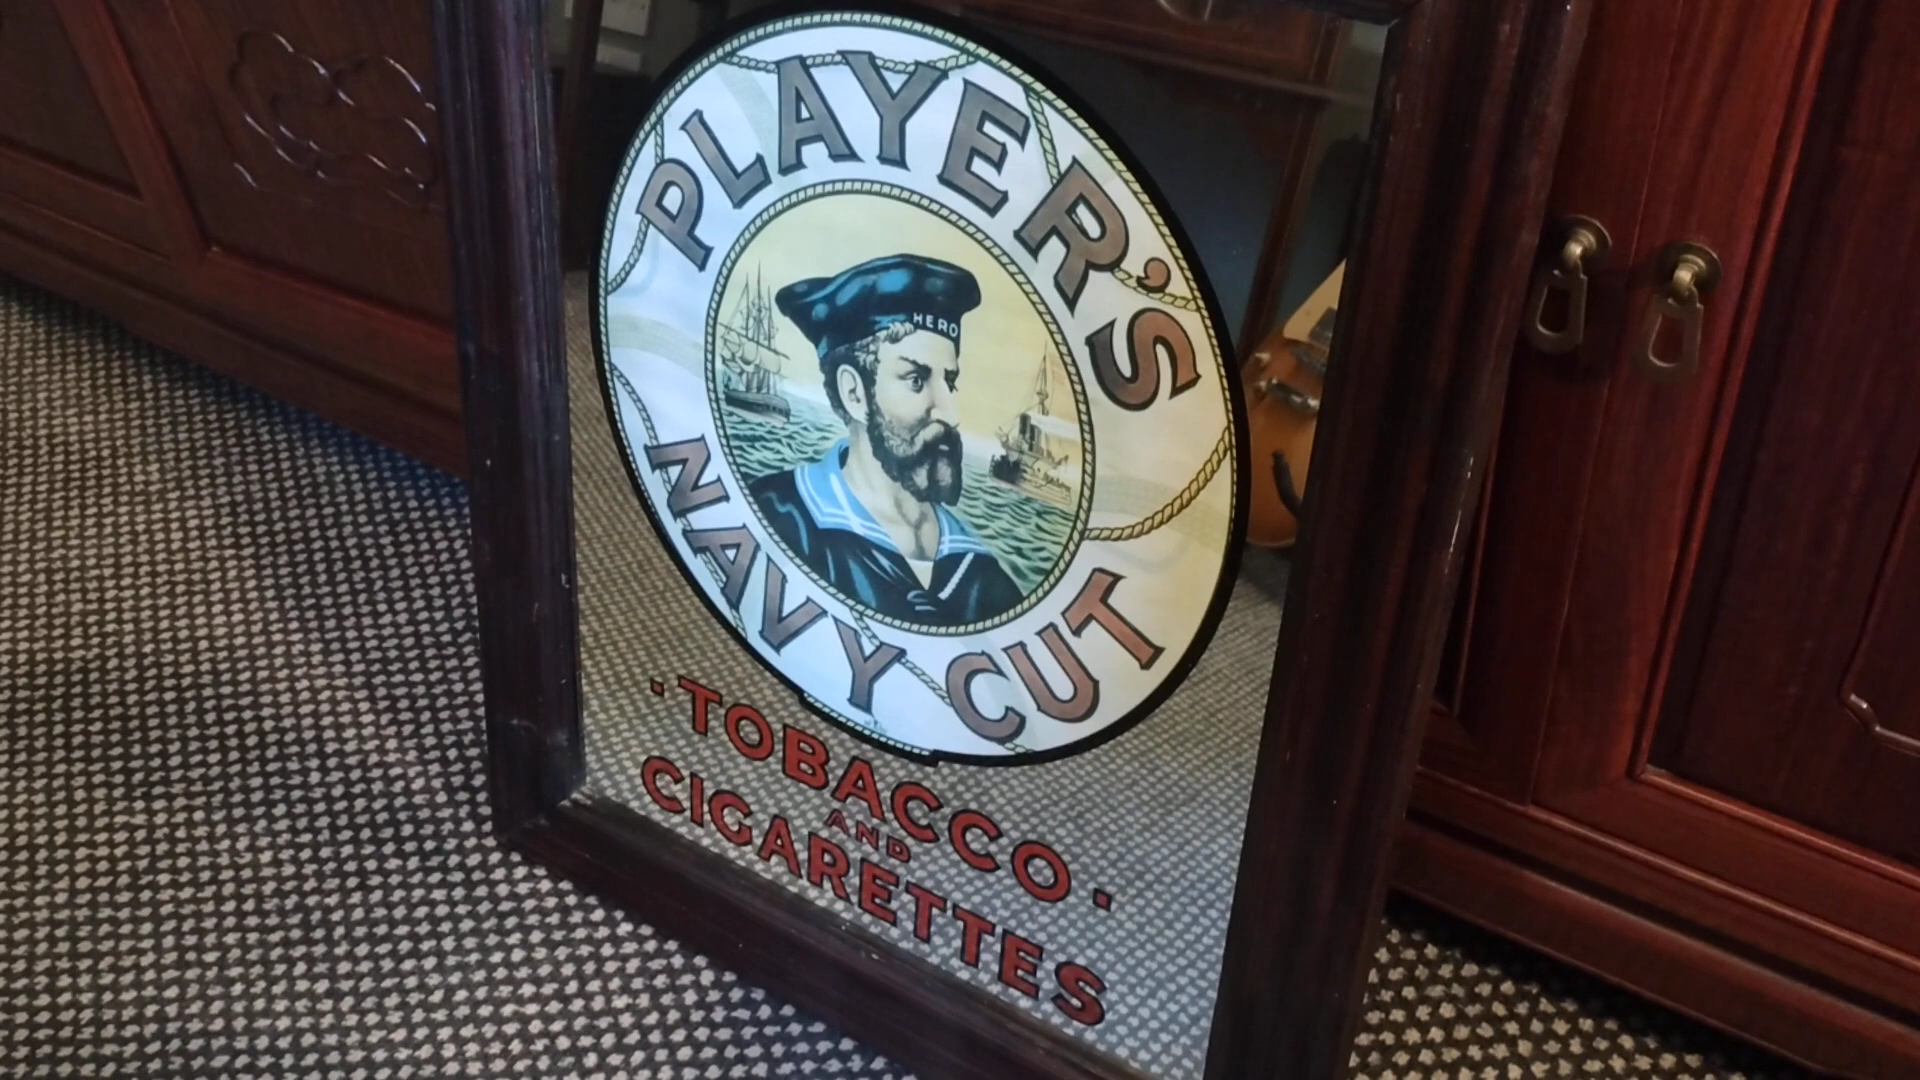 PLAYER'S
HERO
NAVY CUT
· TOBACCO ·
AND
CIGARETTES